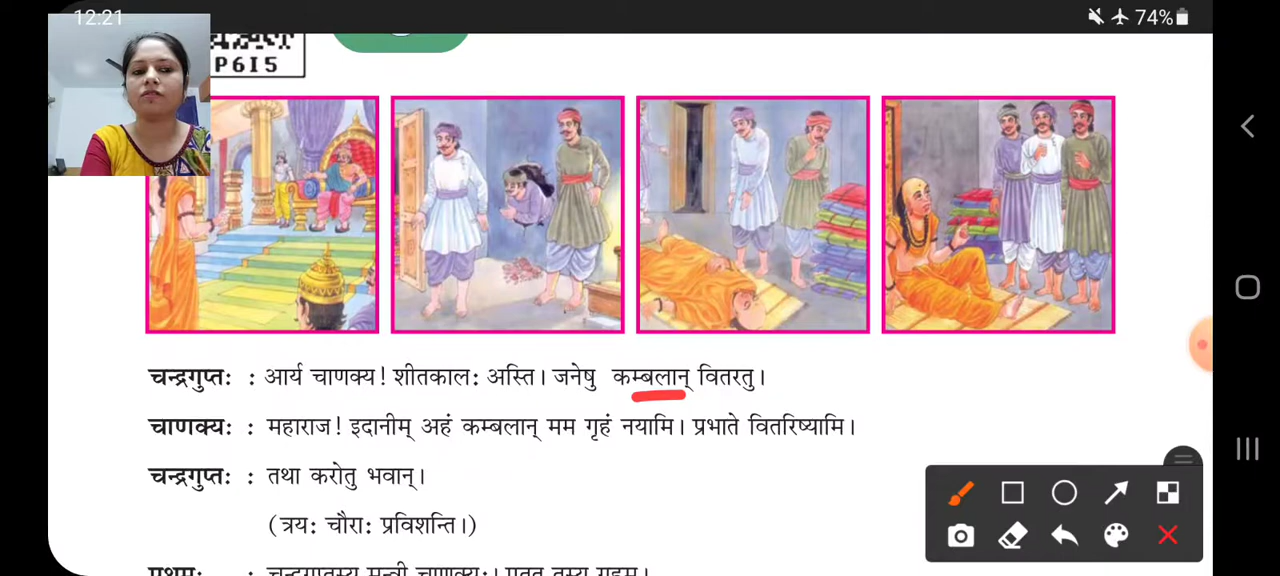 12:21
74%
P6I5
चन्द्रगुप्तः : आर्य चाणक्य! शीतकालः अस्ति। जनेषु कम्बलान् वितरतु।
चाणक्यः : महाराज! इदानीम् अहं कम्बलान् मम गृहं नयामि। प्रभाते वितरिष्यामि।
चन्द्रगुप्तः : तथा करोतु भवान्।
(त्रयः चौराः प्रविशन्ति।)